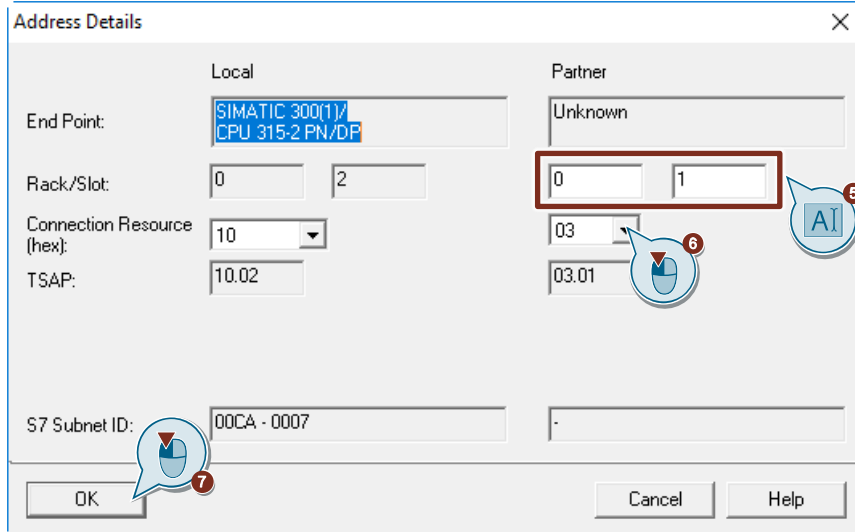 Address Details
Local Partner
End Point: SIMATIC 300(1)/ Unknown
CPU 315-2 PN/DP
Rack/Slot: 0 2 0 1
5
AI
Connection Resource
(hex): 10 03
6
TSAP: 10.02 03.01
S7 Subnet ID: 00CA - 0007 -
7
OK Cancel Help